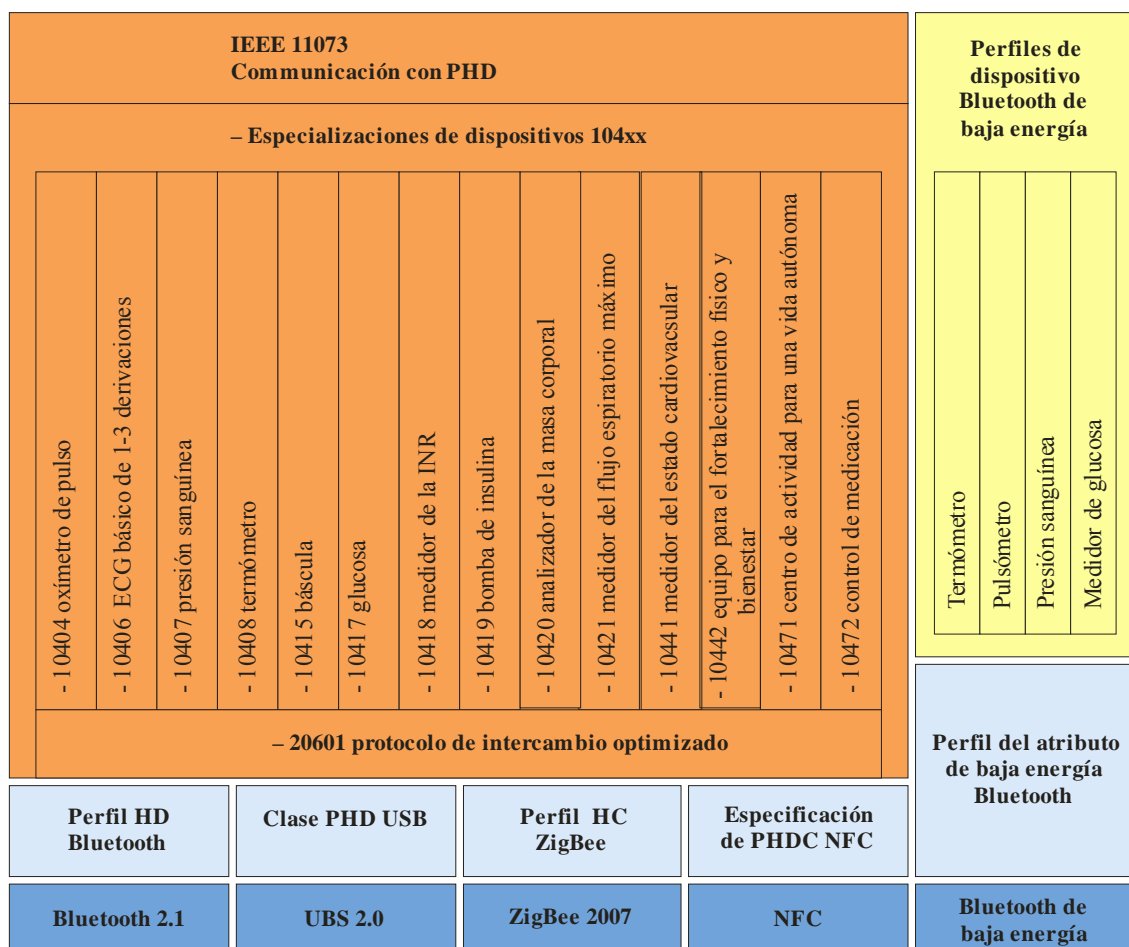 IEEE 11073
Communicación con PHD
– Especializaciones de dispositivos 104xx
- 10404 oxímetro de pulso
- 10406 ECG básico de 1-3 derivaciones
- 10407 presión sanguínea
- 10408 termómetro
- 10415 báscula
- 10417 glucosa
- 10418 medidor de la INR
- 10419 bomba de insulina
- 10420 analizador de la masa corporal
- 10421 medidor del flujo espiratorio máximo
- 10441 medidor del estado cardiovacsular
- 10442 equipo para el fortalecimiento físico y
bienestar
- 10471 centro de actividad para una vida autónoma
- 10472 control de medicación
– 20601 protocolo de intercambio optimizado
Perfiles de
dispositivo
Bluetooth de
baja energía
Termómetro
Pulsómetro
Presión sanguínea
Medidor de glucosa
Perfil HD
Bluetooth
Clase PHD USB
Perfil HC
ZigBee
Especificación
de PHDC NFC
Perfil del atributo
de baja energía
Bluetooth
Bluetooth 2.1
UBS 2.0
ZigBee 2007
NFC
Bluetooth de
baja energía